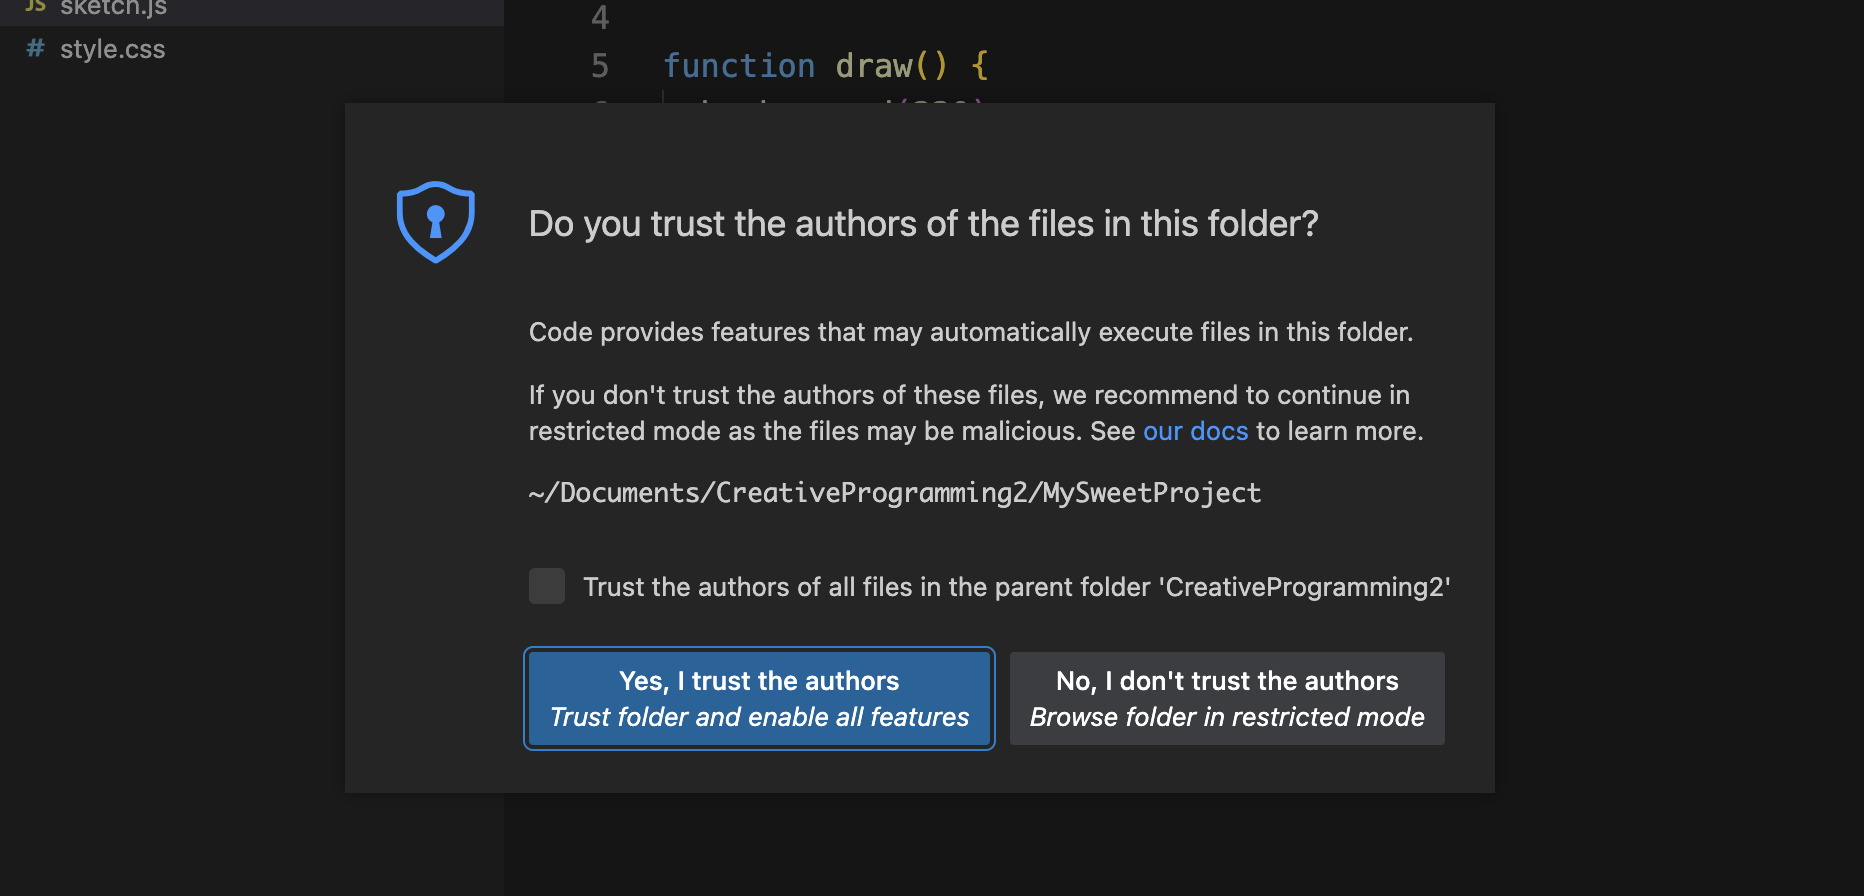 JS sketch.js
# style.css
4
5 function draw() {
Do you trust the authors of the files in this folder?
Code provides features that may automatically execute files in this folder.
If you don't trust the authors of these files, we recommend to continue in
restricted mode as the files may be malicious. See our docs to learn more.
~/Documents/CreativeProgramming2/MySweetProject
Trust the authors of all files in the parent folder 'CreativeProgramming2'
Yes, I trust the authors
Trust folder and enable all features
No, I don't trust the authors
Browse folder in restricted mode